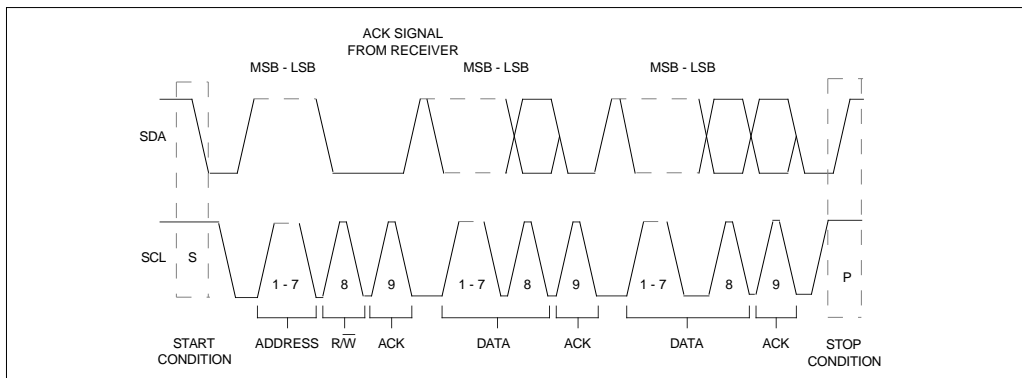 ACK SIGNAL
FROM RECEIVER
MSB - LSB MSB - LSB MSB - LSB
SDA
SCL S P
1 - 7 8 9 1 - 7 8 9 1 - 7 8 9
START
CONDITION
ADDRESS R/W̅ ACK DATA ACK DATA ACK
STOP
CONDITION